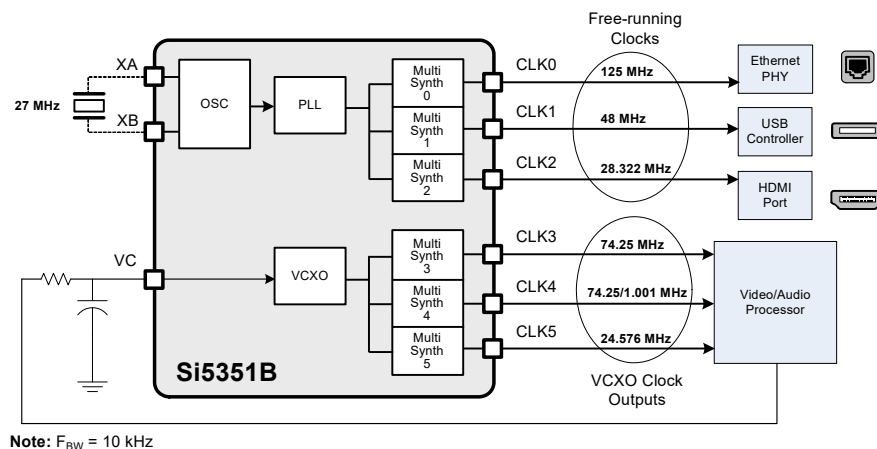 Free-running
Clocks
XA
27 MHz
XB
OSC
PLL
Multi
Synth
0
Multi
Synth
1
Multi
Synth
2
CLK0
125 MHz
CLK1
48 MHz
CLK2
28.322 MHz
Ethernet
PHY
USB
Controller
HDMI
Port
VC
VCXO
Multi
Synth
3
Multi
Synth
4
Multi
Synth
5
CLK3
74.25 MHz
CLK4
74.25/1.001 MHz
CLK5
24.576 MHz
Video/Audio
Processor
Si5351B
VCXO Clock
Outputs
Note: FBW = 10 kHz